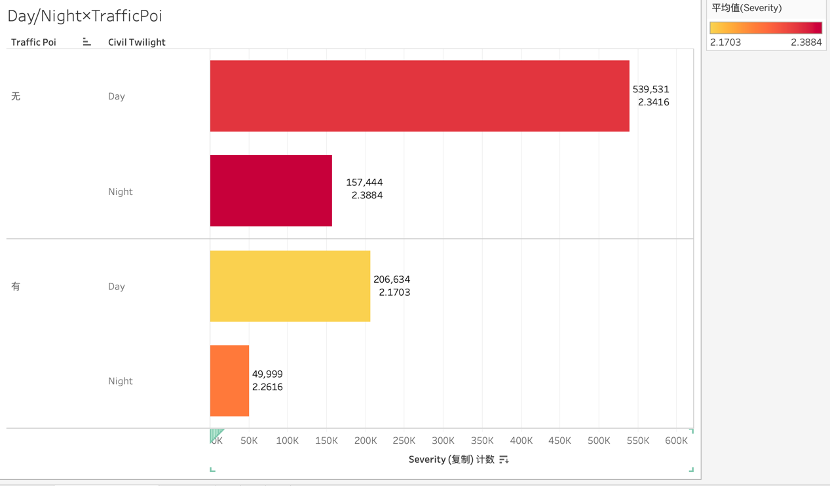 Day/Night×TrafficPoi
平均值(Severity)
2.1703 2.3884
Traffic Poi Civil Twilight
无 Day 539,531
2.3416
Night 157,444
2.3884
有 Day 206,634
2.1703
Night 49,999
2.2616
0K 50K 100K 150K 200K 250K 300K 350K 400K 450K 500K 550K 600K
Severity (复制) 计数